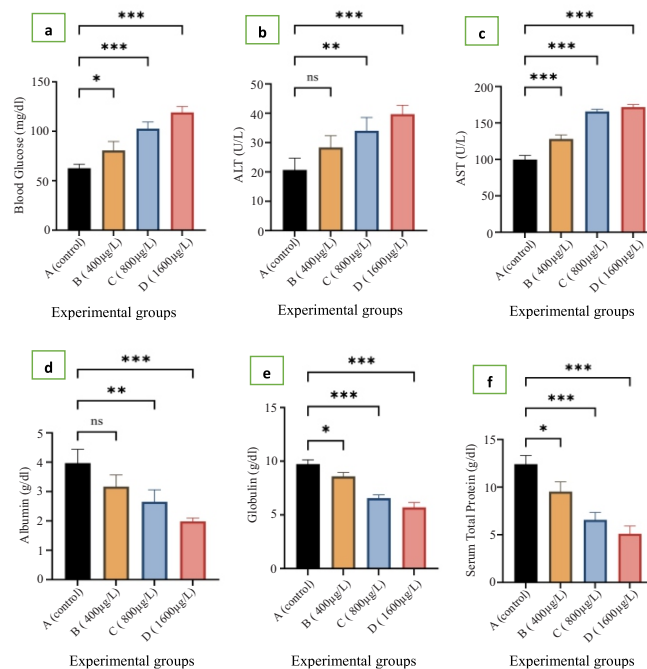 a
***
***
*
Blood Glucose (mg/dl)
150
100
50
0
A (control)
B ( 400µg/L)
C ( 800µg/L)
D ( 1600µg/L)
Experimental groups
b
***
**
ns
ALT (U/L)
50
40
30
20
10
0
A (control)
B ( 400µg/L)
C ( 800µg/L)
D ( 1600µg/L)
Experimental groups
c
***
***
***
AST (U/L)
200
150
100
50
0
A (control)
B ( 400µg/L)
C ( 800µg/L)
D ( 1600µg/L)
Experimental groups
d
***
**
ns
Albumin (g/dl)
5
4
3
2
1
0
A (control)
B ( 400µg/L)
C ( 800µg/L)
D ( 1600µg/L)
Experimental groups
e
***
***
*
Globulin (g/dl)
15
10
5
0
A (control)
B ( 400µg/L)
C ( 800µg/L)
D ( 1600µg/L)
Experimental groups
f
***
***
*
Serum Total Protein (g/dl)
15
10
5
0
A (control)
B ( 400µg/L)
C ( 800µg/L)
D ( 1600µg/L)
Experimental groups